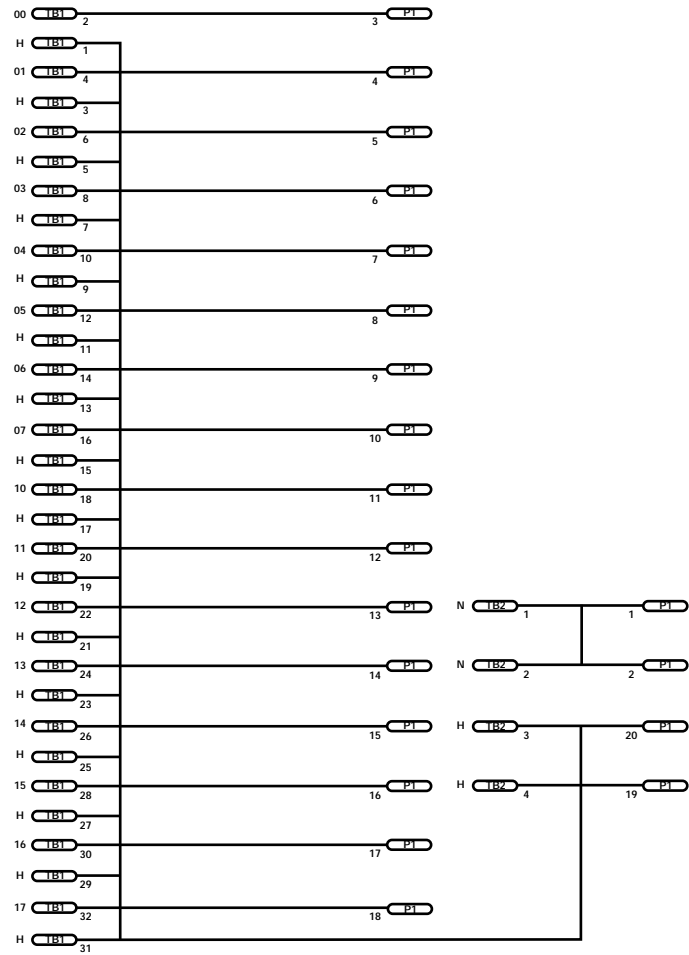 00 TB1 2 3 P1
H TB1 1
01 TB1 4 4 P1
H TB1 3
02 TB1 6 5 P1
H TB1 5
03 TB1 8 6 P1
H TB1 7
04 TB1 10 7 P1
H TB1 9
05 TB1 12 8 P1
H TB1 11
06 TB1 14 9 P1
H TB1 13
07 TB1 16 10 P1
H TB1 15
10 TB1 18 11 P1
H TB1 17
11 TB1 20 12 P1
H TB1 19
12 TB1 22 13 P1 N TB2 1 1 P1
H TB1 21
13 TB1 24 14 P1 N TB2 2 2 P1
H TB1 23
14 TB1 26 15 P1 H TB2 3 20 P1
H TB1 25
15 TB1 28 16 P1 H TB2 4 19 P1
H TB1 27
16 TB1 30 17 P1
H TB1 29
17 TB1 32 18 P1
H TB1 31